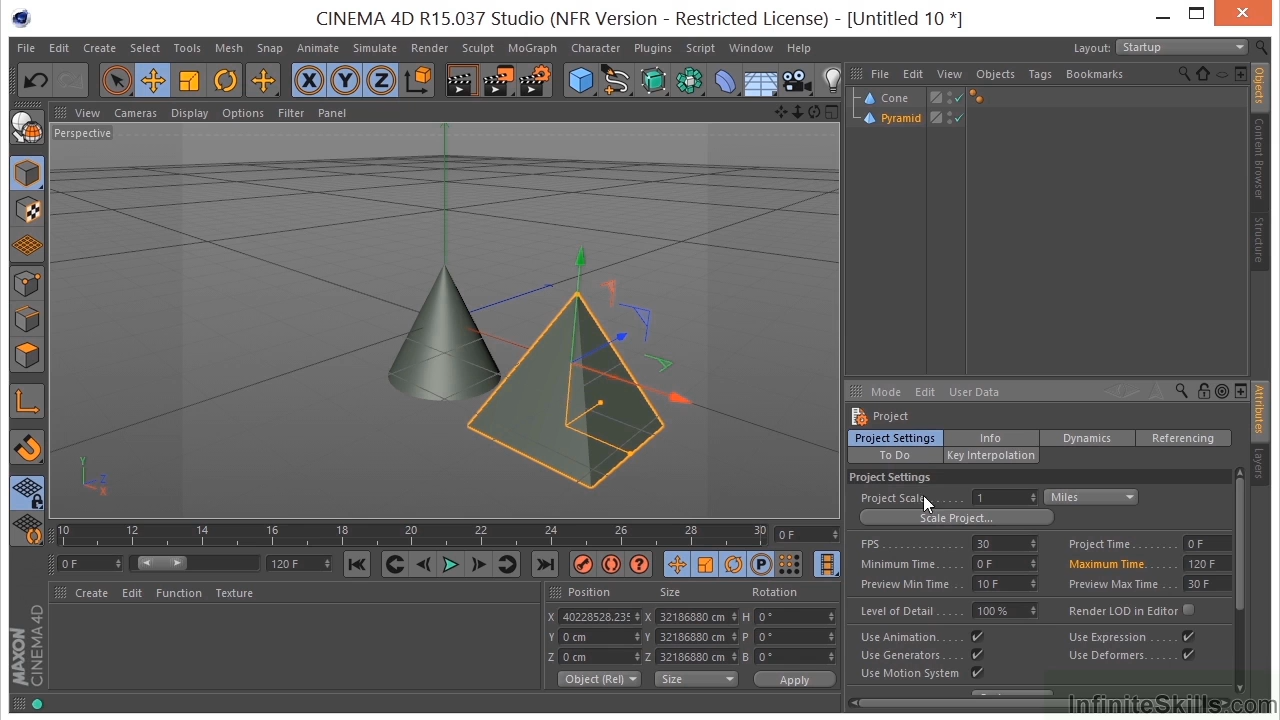 CINEMA 4D R15.037 Studio (NFR Version - Restricted License) - [Untitled 10 *]
File Edit Create Select Tools Mesh Snap Animate Simulate Render Sculpt MoGraph Character Plugins Script Window Help Layout: Startup
X Y Z
File Edit View Objects Tags Bookmarks
View Cameras Display Options Filter Panel
Perspective
Cone
Pyramid
Objects
Content Browser
Structure
Mode Edit User Data
Attributes
Layers
Project
Project Settings Info Dynamics Referencing
To Do Key Interpolation
Project Settings
Project Scale 1 Miles
Scale Project...
FPS 30 Project Time 0 F
Minimum Time 0 F Maximum Time 120 F
Preview Min Time 10 F Preview Max Time 30 F
Level of Detail 100 % Render LOD in Editor
Use Animation Use Expression
Use Generators Use Deformers
Use Motion System
Y
Z
X
10 12 14 16 18 20 22 24 26 28 30 0 F
0 F 120 F P
Create Edit Function Texture
Position Size Rotation
X 40228528.235 X 32186880 cm H 0 °
Y 0 cm Y 32186880 cm P 0 °
Z 0 cm Z 32186880 cm B 0 °
Object (Rel) Size Apply
MAXON
CINEMA 4D
InfiniteSkills.com